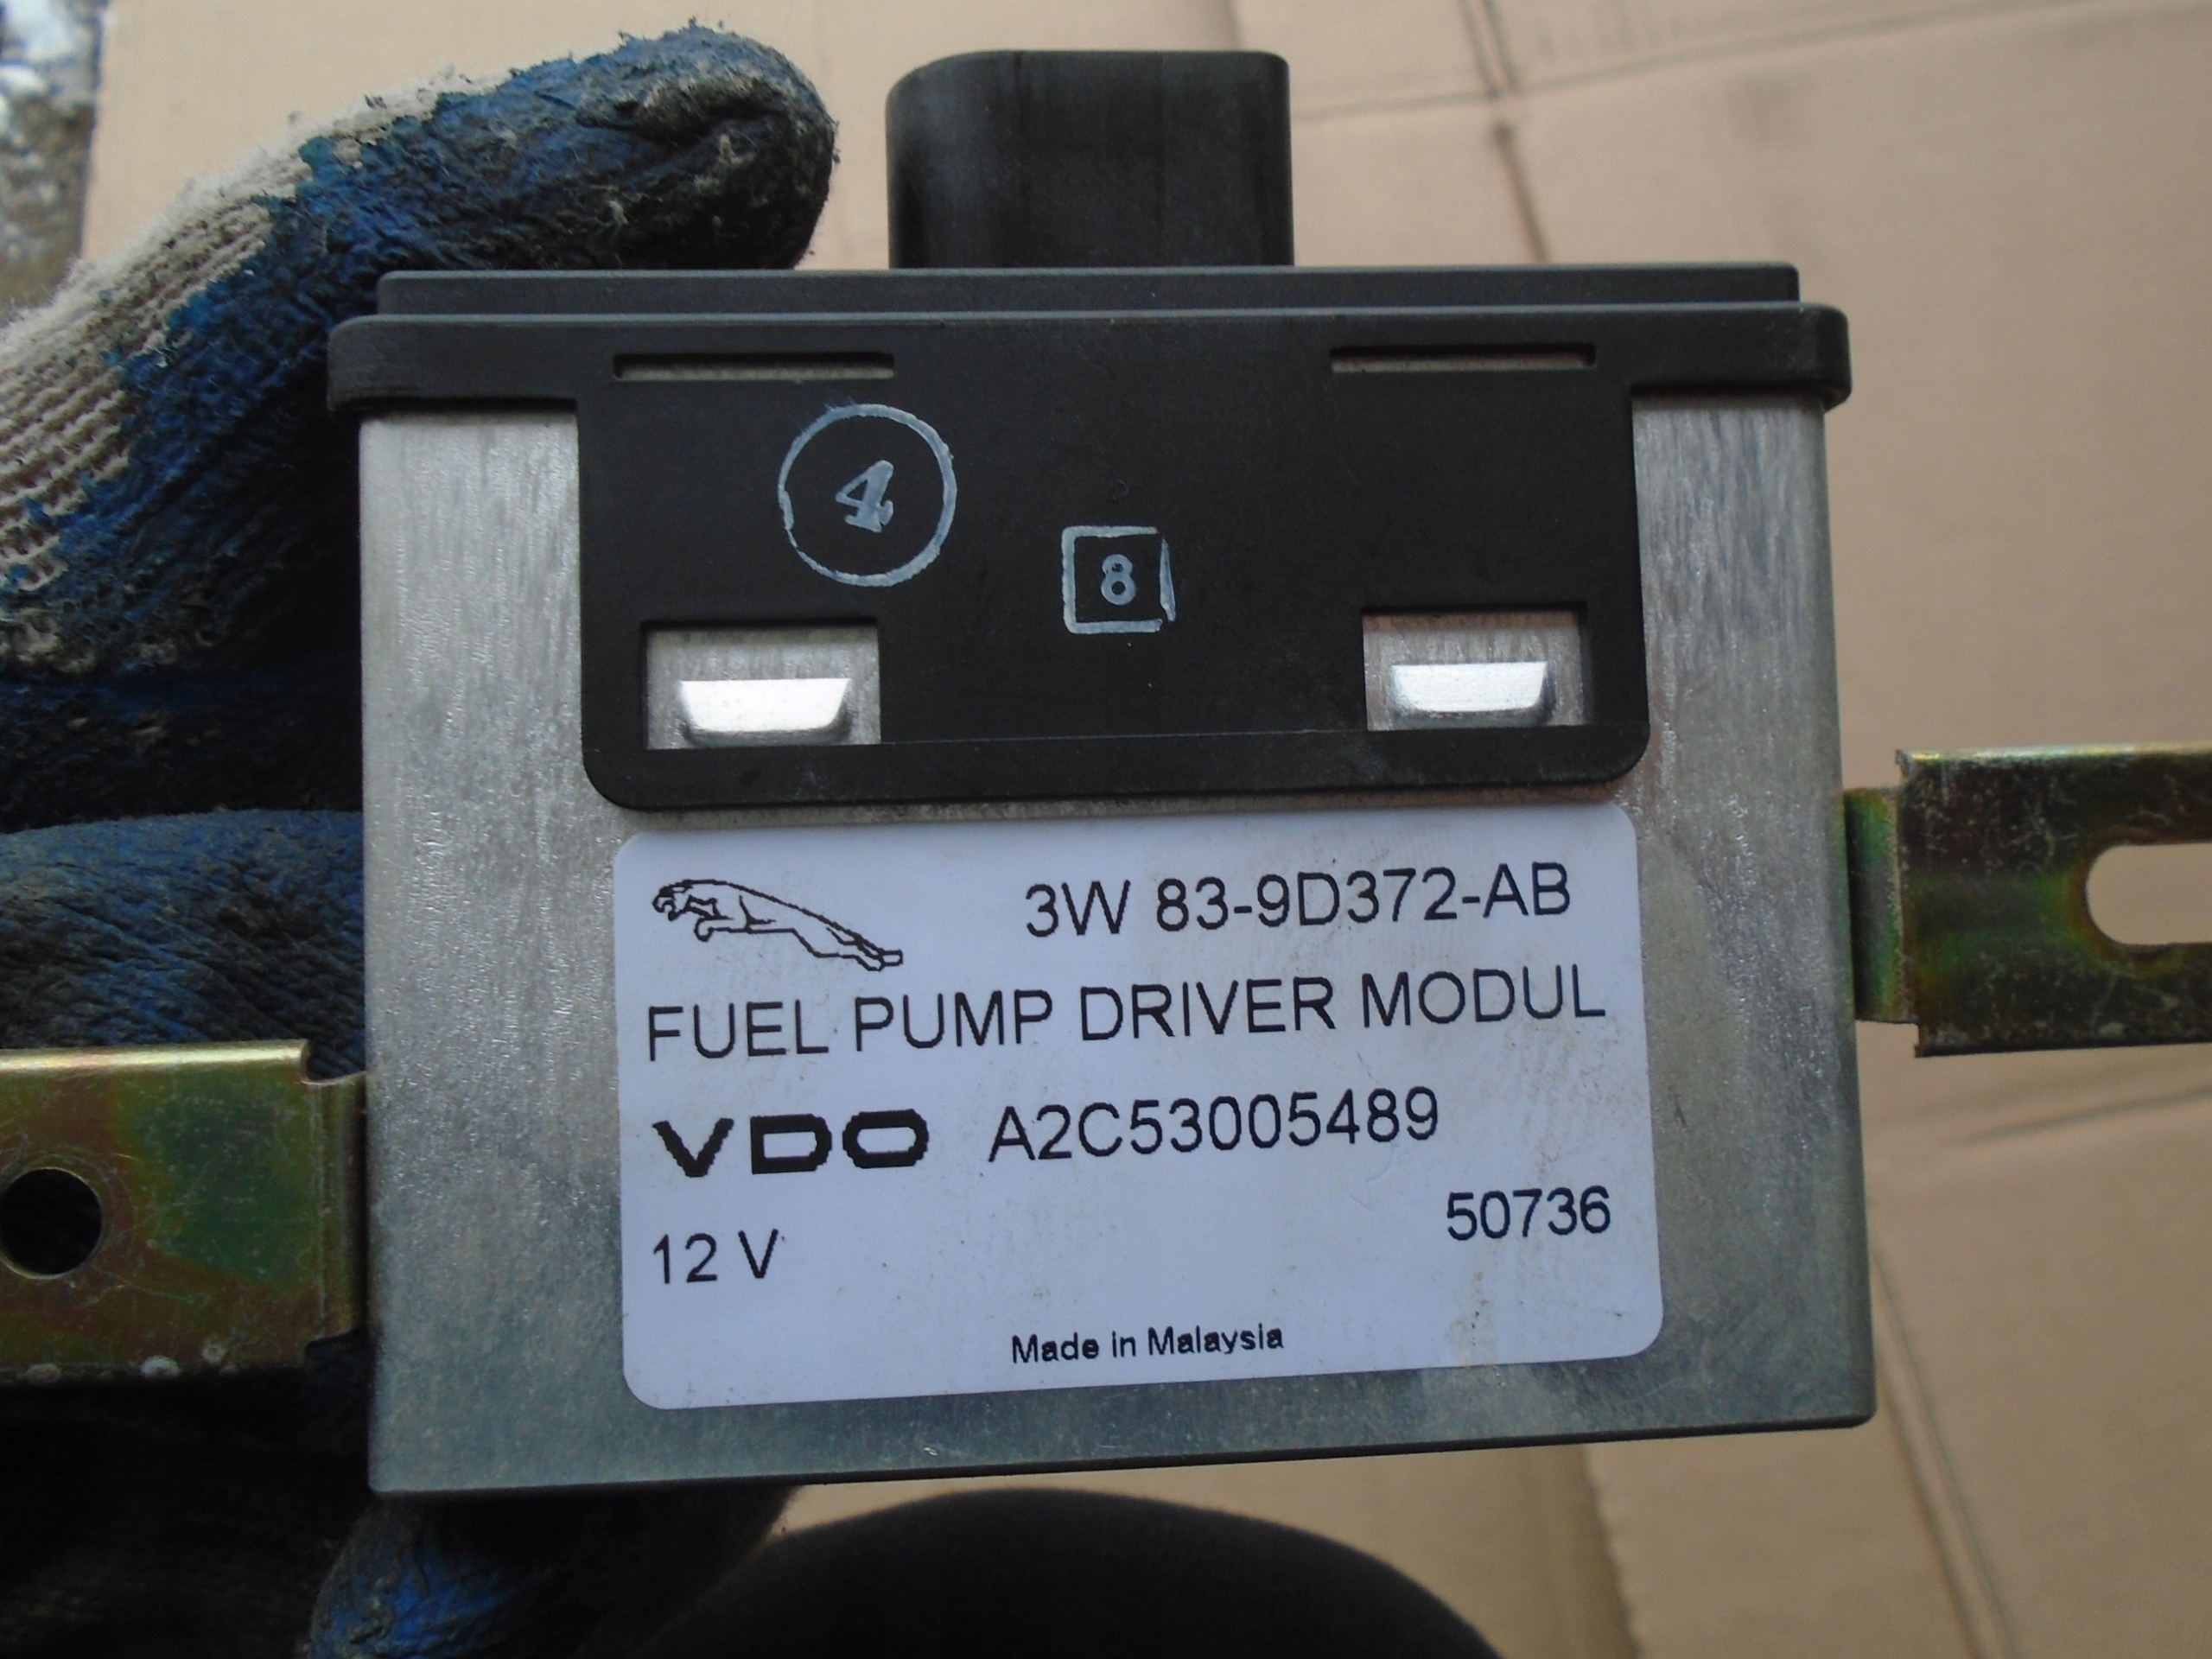 4
8
3W 83-9D372-AB
FUEL PUMP DRIVER MODUL
VDO A2C53005489
50736
12 V
Made in Malaysia